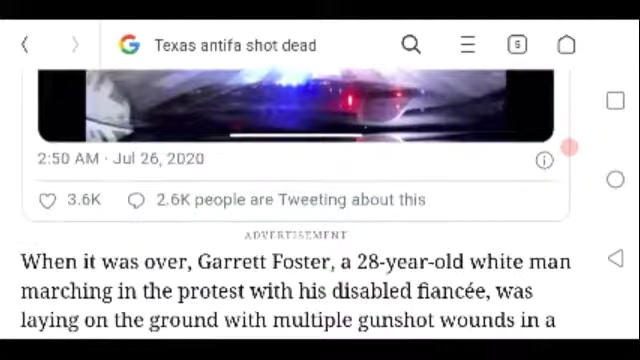 Texas antifa shot dead
5
2:50 AM · Jul 26, 2020
3.6K
2.6K people are Tweeting about this
ADVERTISEMENT
When it was over, Garrett Foster, a 28-year-old white man
marching in the protest with his disabled fiancée, was
laying on the ground with multiple gunshot wounds in a